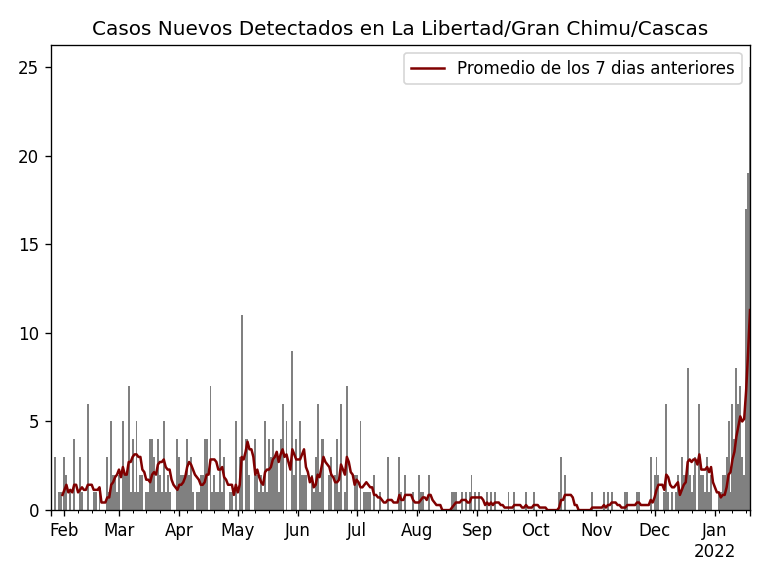 Casos Nuevos Detectados en La Libertad/Gran Chimu/Cascas
Promedio de los 7 dias anteriores
25
20
15
10
5
0
Feb Mar Apr May Jun Jul Aug Sep Oct Nov Dec Jan
2022